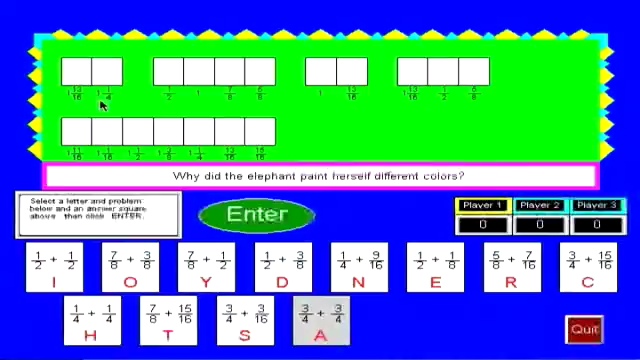 1 13/16 1 1/4 1/2 1 7/8 5/8 1 13/16 1 13/16 1/2 5/8
1 11/16 1 1/16 1 1/2 1 3/8 1 1/4 13/16 15/16
Why did the elephant paint herself different colors?
Select a letter and problem
below and an answer square
above then click ENTER.
Enter
Player 1 Player 2 Player 3
0 0 0
1/2 + 1/2 7/8 + 3/8 7/8 + 1/2 1/2 + 3/8 1/4 + 9/16 1/2 + 1/8 5/8 + 7/16 3/4 + 15/16
I O Y D N E R C
1/4 + 1/4 7/8 + 15/16 3/4 + 3/16 3/4 + 3/4
H T S A
Quit